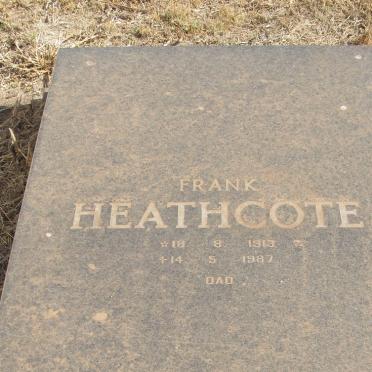 FRANK
HEATHCOTE
☆18 8 1913
✝14 5 1987
DAD